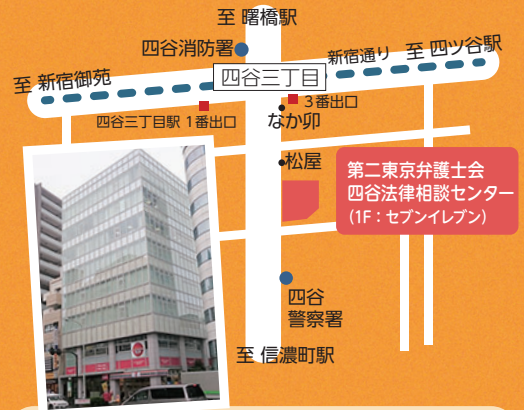 至 曙橋駅
四谷消防署
新宿通り 至 四ツ谷駅
至 新宿御苑
四谷三丁目
3番出口
四谷三丁目駅 1番出口
なか卯
松屋
第二東京弁護士会
四谷法律相談センター
(1F：セブンイレブン)
四谷
警察署
至 信濃町駅